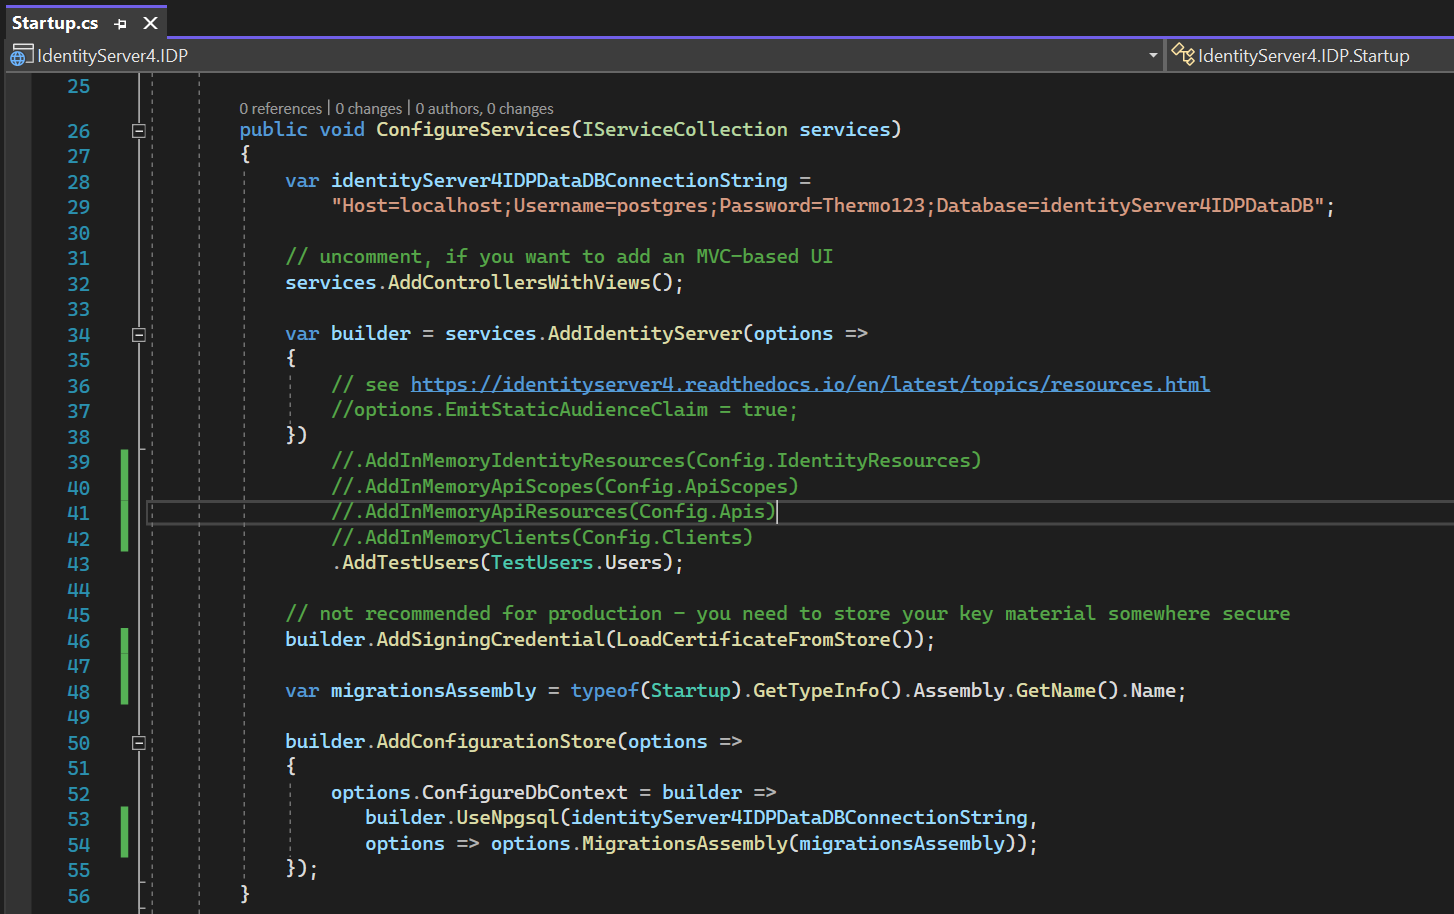 Startup.cs
IdentityServer4.IDP
IdentityServer4.IDP.Startup
25
0 references | 0 changes | 0 authors, 0 changes
26 public void ConfigureServices(IServiceCollection services)
27 {
28 var identityServer4IDPDataDBConnectionString =
29 "Host=localhost;Username=postgres;Password=Thermo123;Database=identityServer4IDPDataDB";
30
31 // uncomment, if you want to add an MVC-based UI
32 services.AddControllersWithViews();
33
34 var builder = services.AddIdentityServer(options =>
35 {
36 // see https://identityserver4.readthedocs.io/en/latest/topics/resources.html
37 //options.EmitStaticAudienceClaim = true;
38 })
39 //.AddInMemoryIdentityResources(Config.IdentityResources)
40 //.AddInMemoryApiScopes(Config.ApiScopes)
41 //.AddInMemoryApiResources(Config.Apis)
42 //.AddInMemoryClients(Config.Clients)
43 .AddTestUsers(TestUsers.Users);
44
45 // not recommended for production - you need to store your key material somewhere secure
46 builder.AddSigningCredential(LoadCertificateFromStore());
47
48 var migrationsAssembly = typeof(Startup).GetTypeInfo().Assembly.GetName().Name;
49
50 builder.AddConfigurationStore(options =>
51 {
52 options.ConfigureDbContext = builder =>
53 builder.UseNpgsql(identityServer4IDPDataDBConnectionString,
54 options => options.MigrationsAssembly(migrationsAssembly));
55 });
56 }